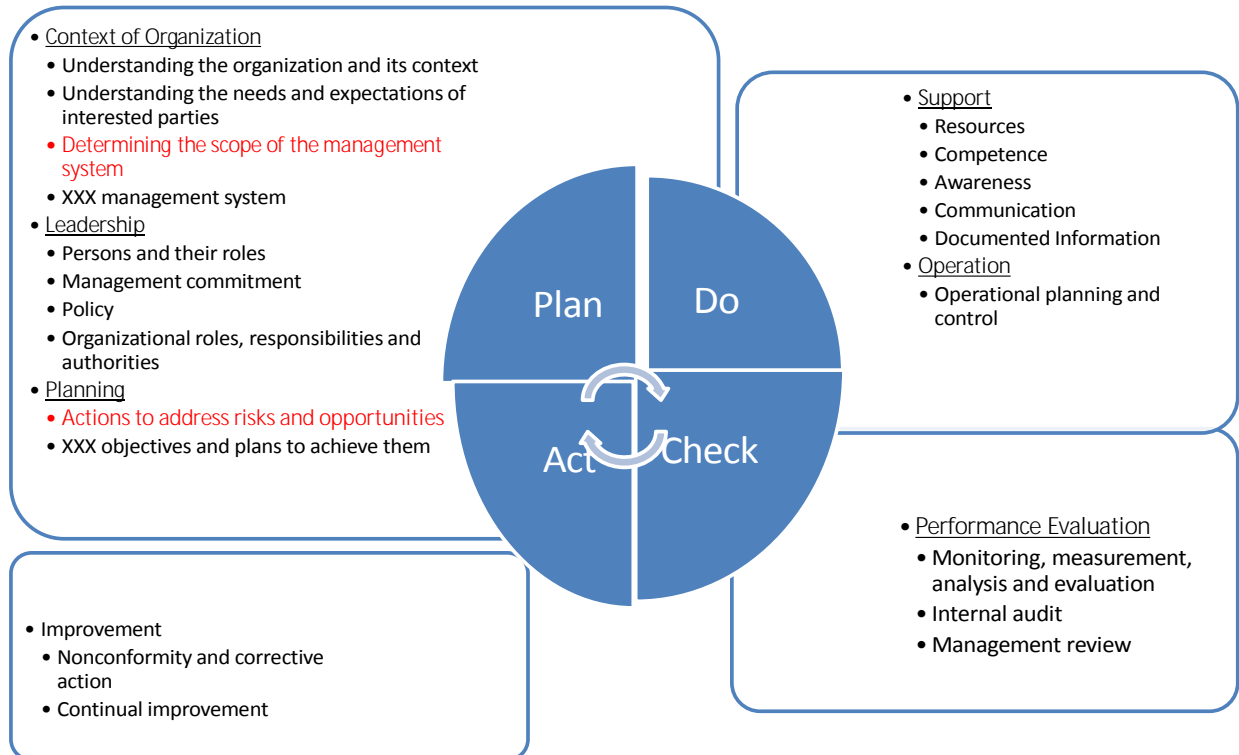 • Context of Organization
• Understanding the organization and its context
• Understanding the needs and expectations of
interested parties
• Determining the scope of the management
system
• XXX management system
• Leadership
• Persons and their roles
• Management commitment
• Policy
• Organizational roles, responsibilities and
authorities
• Planning
• Actions to address risks and opportunities
• XXX objectives and plans to achieve them
• Support
• Resources
• Competence
• Awareness
• Communication
• Documented Information
• Operation
• Operational planning and
control
Plan
Do
Act
Check
• Performance Evaluation
• Monitoring, measurement,
analysis and evaluation
• Internal audit
• Management review
• Improvement
• Nonconformity and corrective
action
• Continual improvement